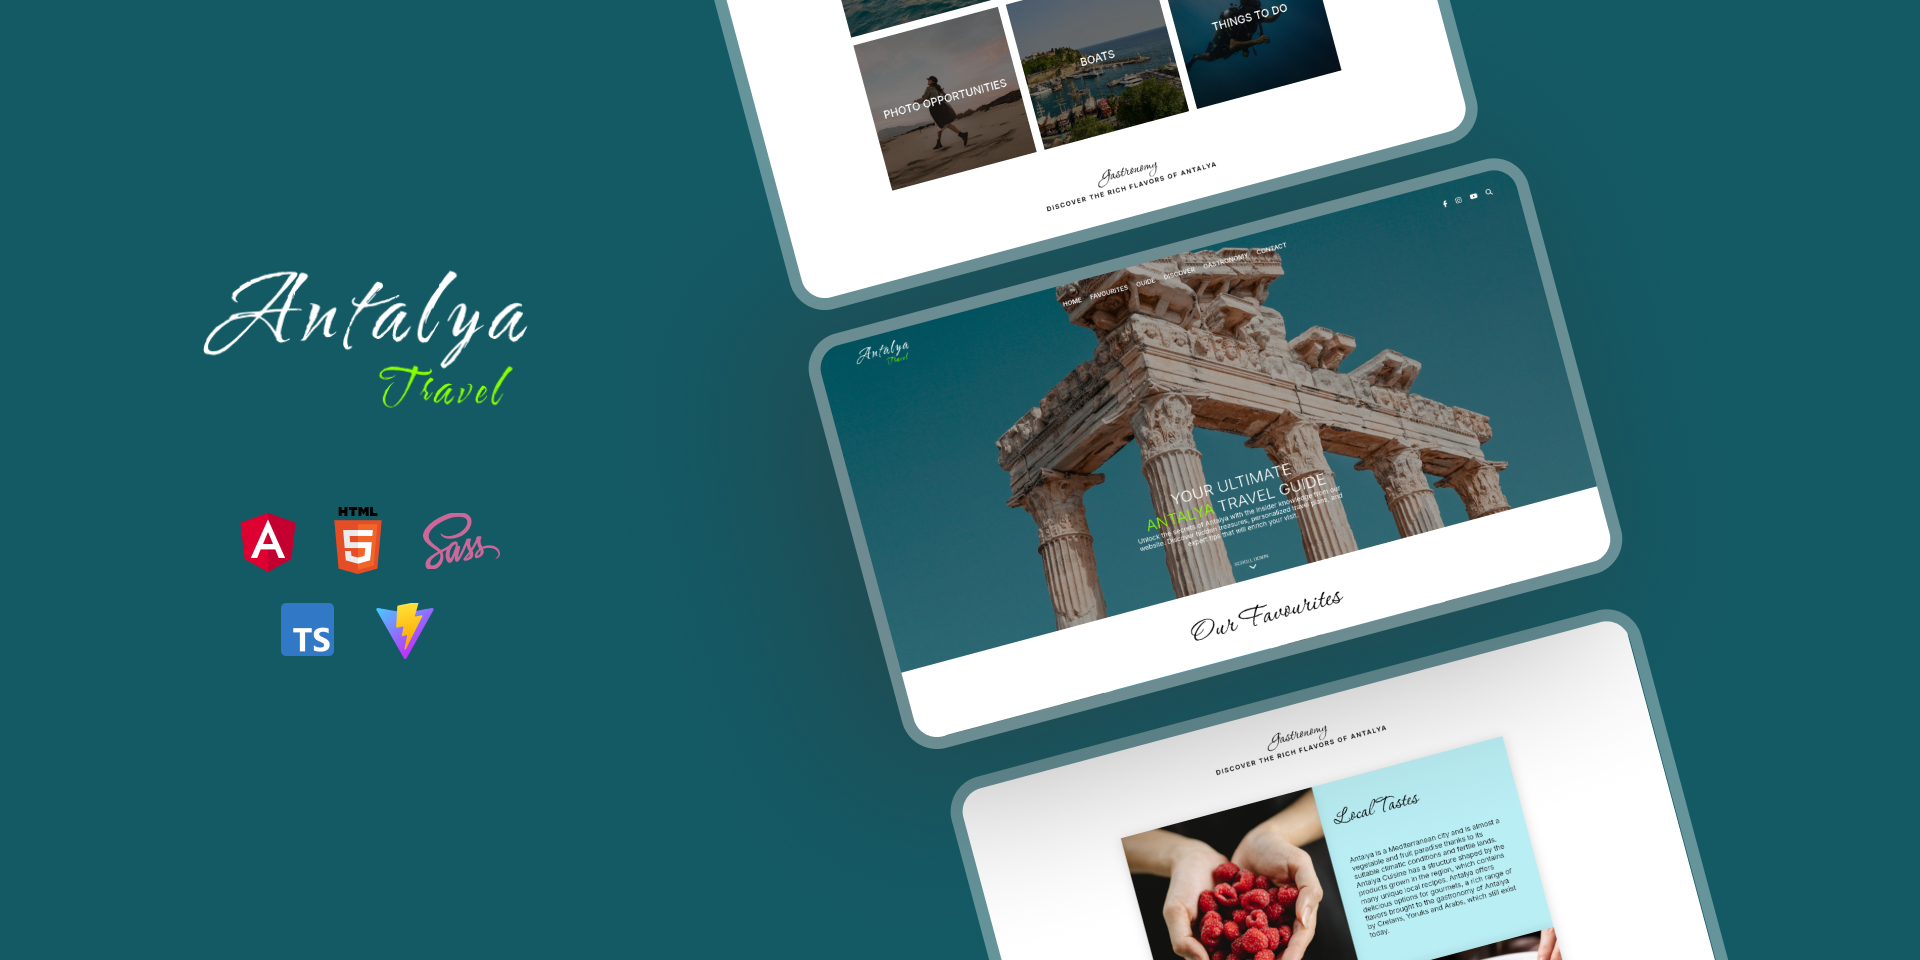 Antalya
Travel
HTML
Sass
TS
PHOTO OPPORTUNITIES
BOATS
THINGS TO DO
Gastronomy
DISCOVER THE RICH FLAVORS OF ANTALYA
Antalya
Travel
HOME FAVOURITES GUIDE DISCOVER GASTRONOMY CONTACT
YOUR ULTIMATE
ANTALYA TRAVEL GUIDE
Unlock the secrets of Antalya with the insider knowledge from our
website. Discover hidden treasures, personalized travel plans, and
expert tips that will enrich your visit.
SCROLL DOWN
Our Favourites
Gastronomy
DISCOVER THE RICH FLAVORS OF ANTALYA
Local Tastes
Antalya is a Mediterranean city and is almost a
vegetable and fruit paradise thanks to its
suitable climatic conditions and fertile lands.
Antalya Cuisine has a structure shaped by the
products grown in the region, which contains
many unique local recipes. Antalya offers
delicious options for gourmets, a rich range of
flavors brought to the gastronomy of Antalya
by Cretans, Yoruks and Arabs, which still exist
today.